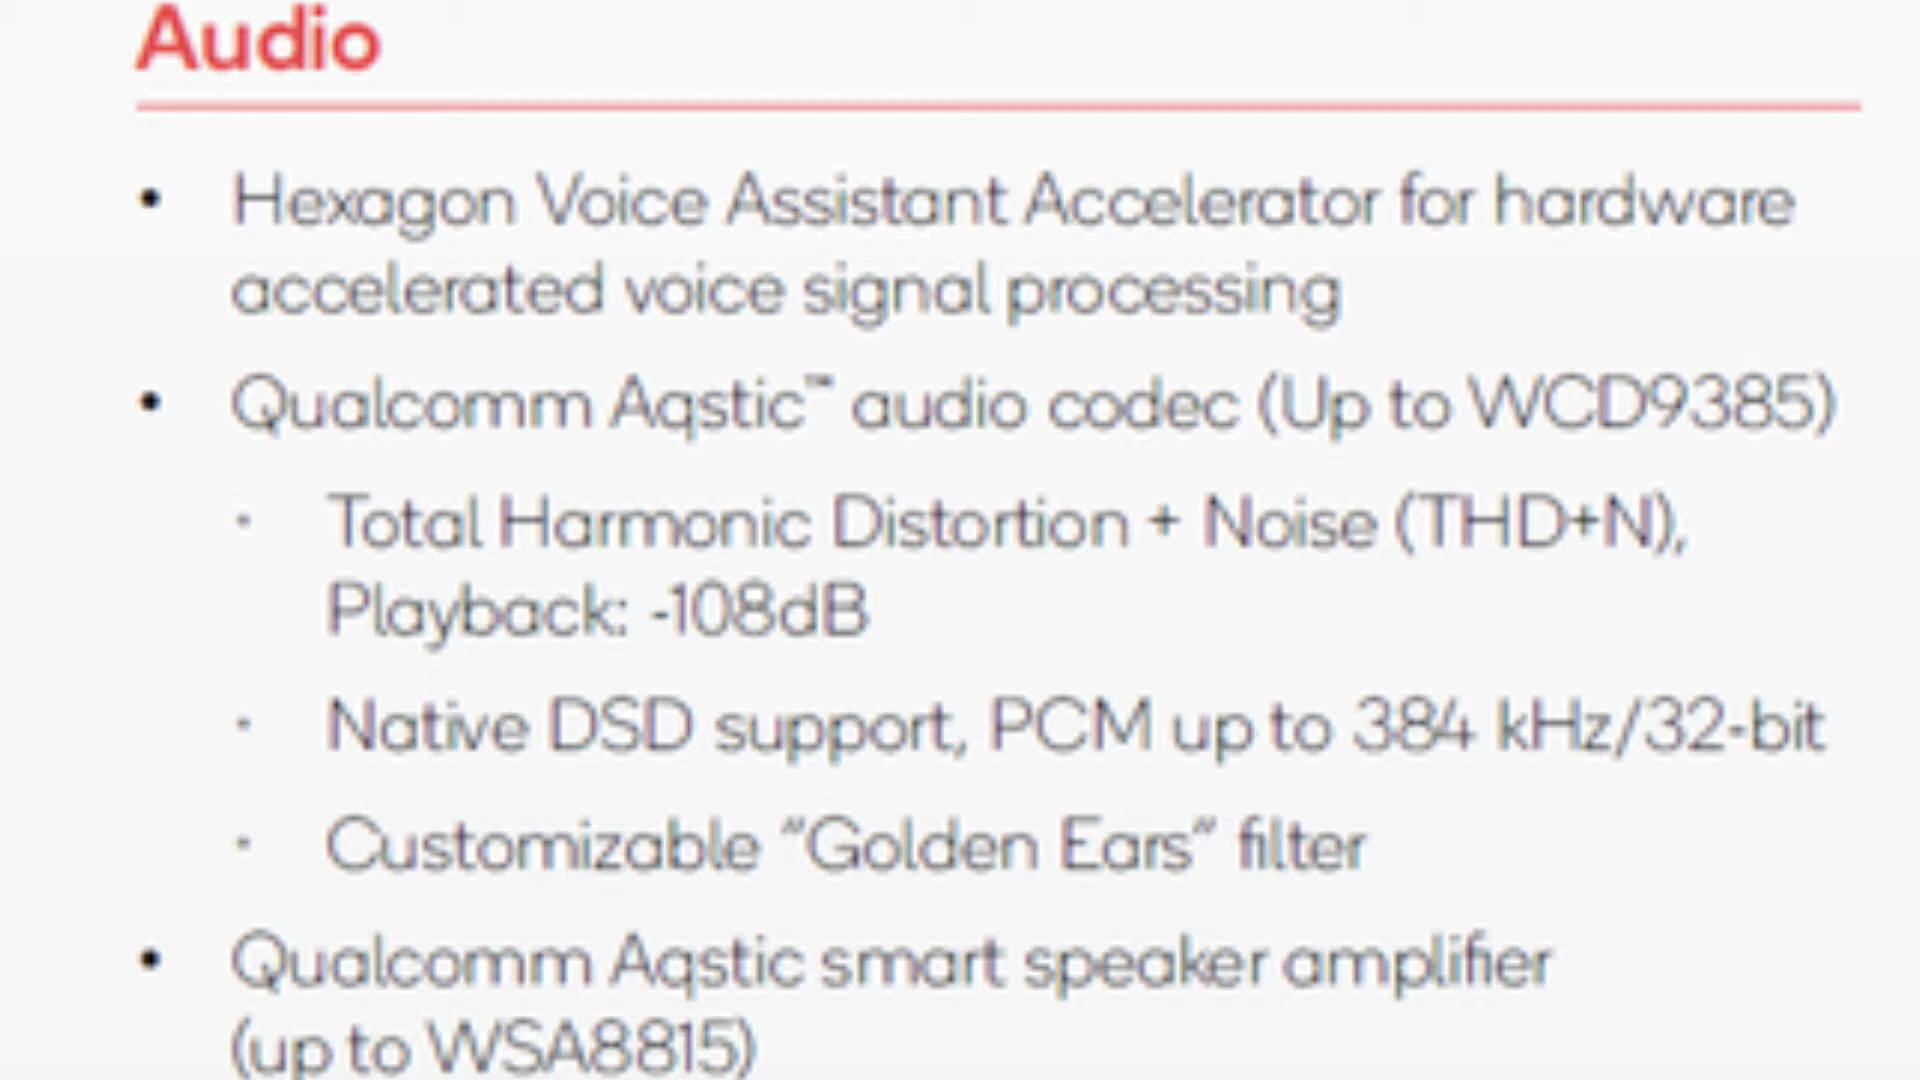 Audio
• Hexagon Voice Assistant Accelerator for hardware
accelerated voice signal processing
• Qualcomm Aqstic™ audio codec (Up to WCD9385)
· Total Harmonic Distortion + Noise (THD+N),
Playback: -108dB
· Native DSD support, PCM up to 384 kHz/32-bit
· Customizable “Golden Ears” filter
• Qualcomm Aqstic smart speaker amplifier
(up to WSA8815)